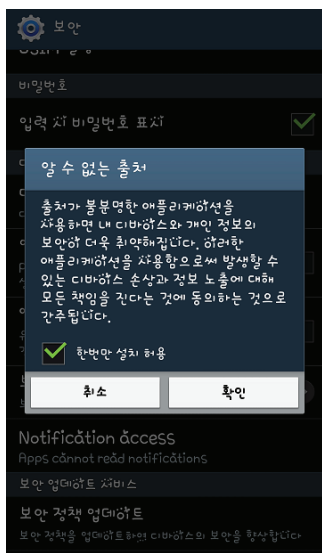 보안
비밀번호
입력 시 비밀번호 표시
알 수 없는 출처
출처가 불분명한 애플리케이션을
사용하면 내 디바이스와 개인 정보의
보안이 더욱 취약해집니다. 이러한
애플리케이션을 사용함으로써 발생할 수
있는 디바이스 손상과 정보 노출에 대해
모든 책임을 진다는 것에 동의하는 것으로
간주됩니다.
한번만 설치 허용
취소
확인
Notification access
Apps cannot read notifications
보안 업데이트 서비스
보안 정책 업데이트
보안 정책을 업데이트하면 디바이스의 보안을 향상합니다